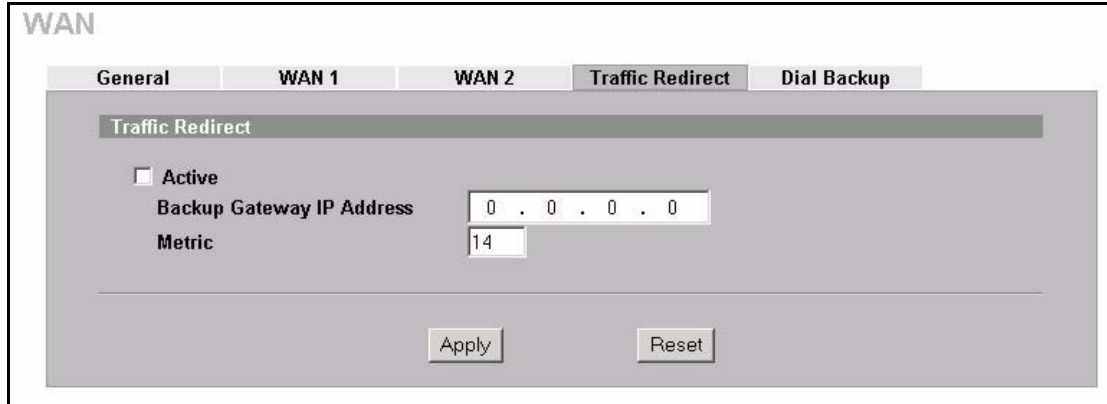 WAN
General WAN 1 WAN 2 Traffic Redirect Dial Backup
Traffic Redirect
Active
Backup Gateway IP Address 0 . 0 . 0 . 0
Metric 14
Apply Reset